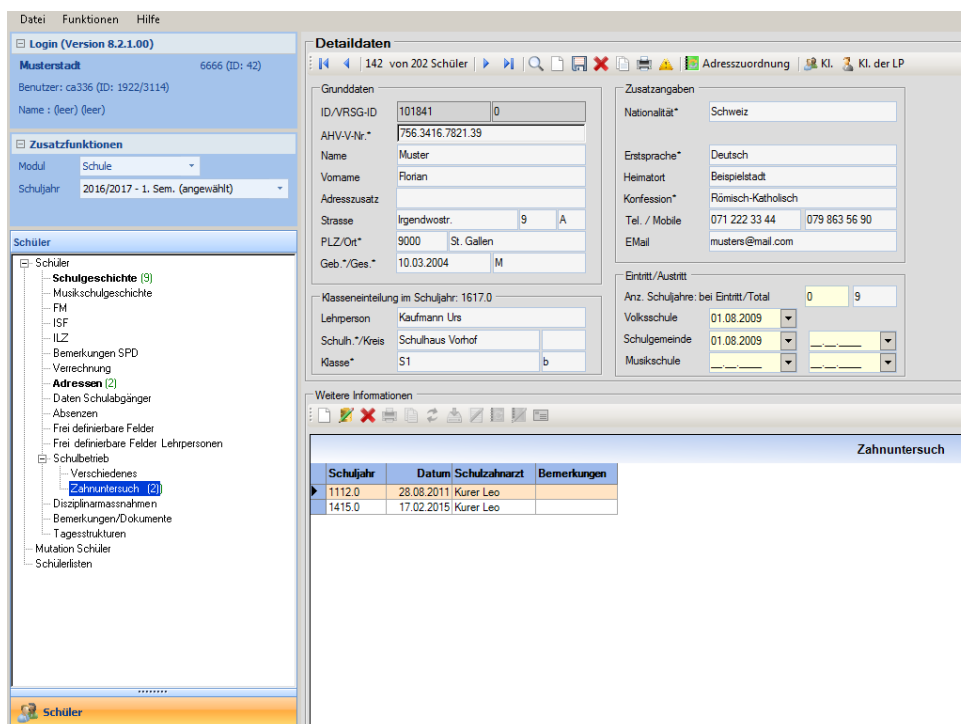 Datei Funktionen Hilfe
Login (Version 8.2.1.00)
Musterstadt 6666 (ID: 42)
Benutzer: ca336 (ID: 1922/3114)
Name : (leer) (leer)
Zusatzfunktionen
Modul Schule
Schuljahr 2016/2017 - 1. Sem. (angewählt)
Schüler
Schüler
Schulgeschichte (9)
Musikschulgeschichte
FM
ISF
ILZ
Bemerkungen SPD
Verrechnung
Adressen (2)
Daten Schulabgänger
Absenzen
Frei definierbare Felder
Frei definierbare Felder Lehrpersonen
Schulbetrieb
Verschiedenes
Zahnuntersuch (2)
Disziplinarmassnahmen
Bemerkungen/Dokumente
Tagesstrukturen
Mutation Schüler
Schülerlisten
Schüler
Detaildaten
142 von 202 Schüler Adresszuordnung Kl. Kl. der LP
Grunddaten
ID/VRSG-ID 101841 0
AHV-V-Nr.* 756.3416.7821.39
Name Muster
Vorname Florian
Adresszusatz
Strasse Irgendwostr. 9 A
PLZ/Ort* 9000 St. Gallen
Geb.*/Ges.* 10.03.2004 M
Klasseneinteilung im Schuljahr: 1617.0
Lehrperson Kaufmann Urs
Schulh.*/Kreis Schulhaus Vorhof
Klasse* S1 b
Zusatzangaben
Nationalität* Schweiz
Erstsprache* Deutsch
Heimatort Beispielstadt
Konfession* Römisch-Katholisch
Tel. / Mobile 071 222 33 44 079 863 56 90
EMail musters@mail.com
Eintritt/Austritt
Anz. Schuljahre: bei Eintritt/Total 0 9
Volksschule 01.08.2009
Schulgemeinde 01.08.2009 __.__.____
Musikschule __.__.____ __.__.____
Weitere Informationen
Zahnuntersuch
Schuljahr Datum Schulzahnarzt Bemerkungen
1112.0 28.08.2011 Kurer Leo
1415.0 17.02.2015 Kurer Leo